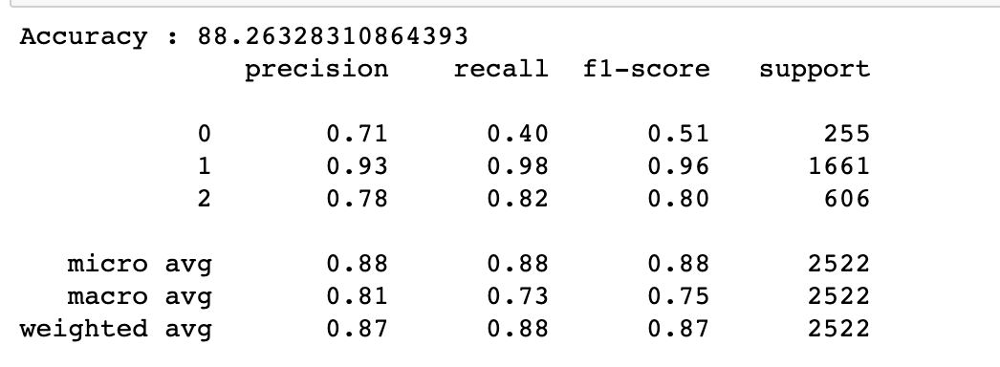 Accuracy : 88.26328310864393
precision recall f1-score support
0 0.71 0.40 0.51 255
1 0.93 0.98 0.96 1661
2 0.78 0.82 0.80 606
micro avg 0.88 0.88 0.88 2522
macro avg 0.81 0.73 0.75 2522
weighted avg 0.87 0.88 0.87 2522